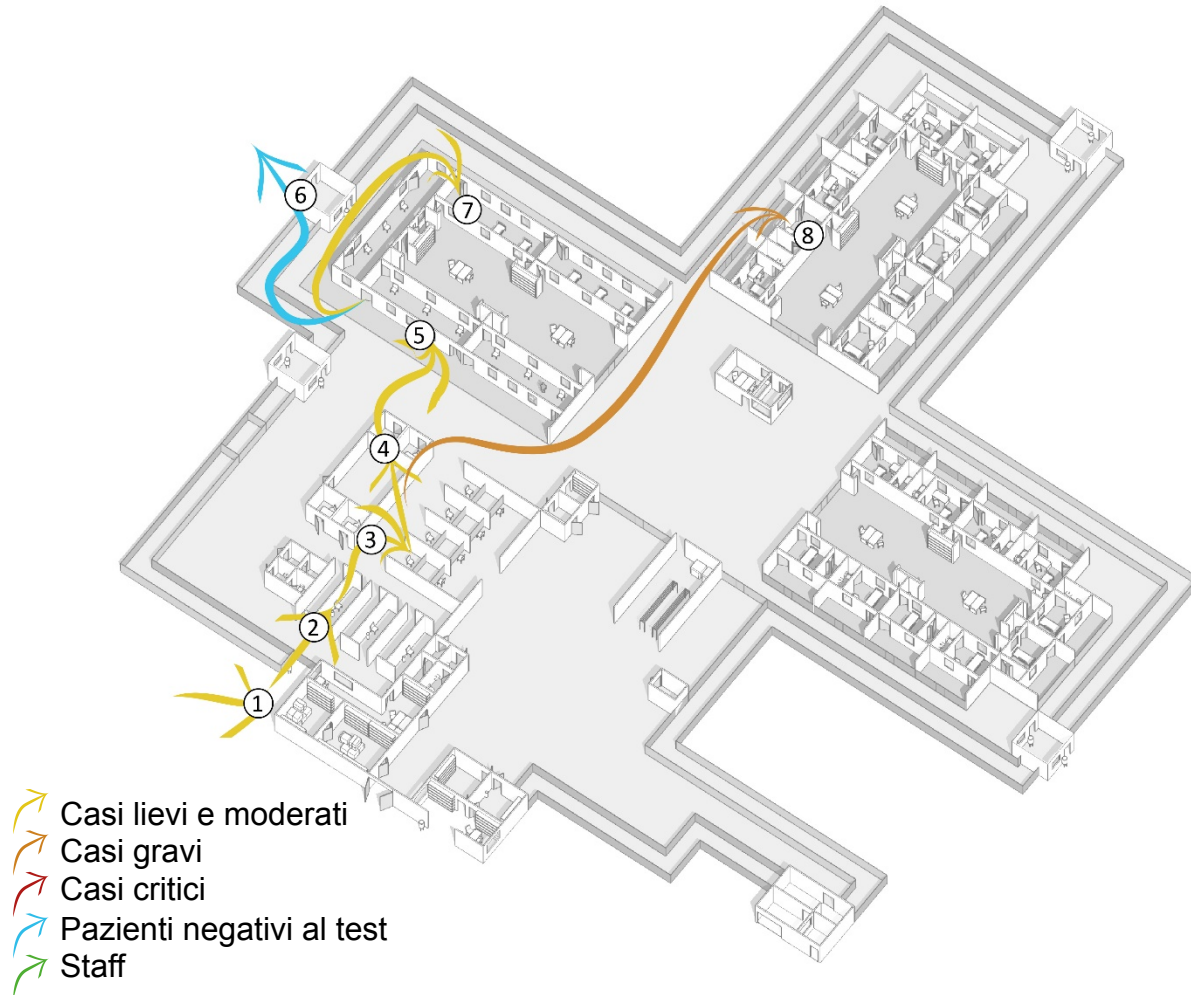 6
7
8
5
4
3
2
1
Casi lievi e moderati
Casi gravi
Casi critici
Pazienti negativi al test
Staff